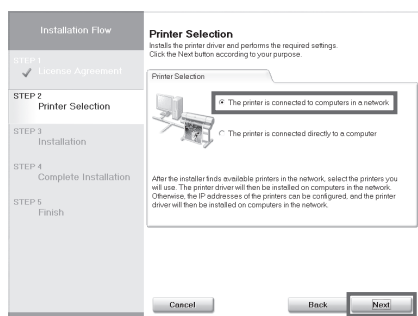 Installation Flow
STEP 1
License Agreement
STEP 2
Printer Selection
STEP 3
Installation
STEP 4
Complete Installation
STEP 5
Finish
Printer Selection
Installs the printer driver and performs the required settings.
Click the Next button according to your purpose.
Printer Selection
The printer is connected to computers in a network
The printer is connected directly to a computer
After the installer finds available printers in the network, select the printers you
will use. The printer driver will then be installed on computers in the network.
Otherwise, the IP addresses of the printers can be configured, and the printer
driver will then be installed on computers in the network.
Cancel
Back
Next